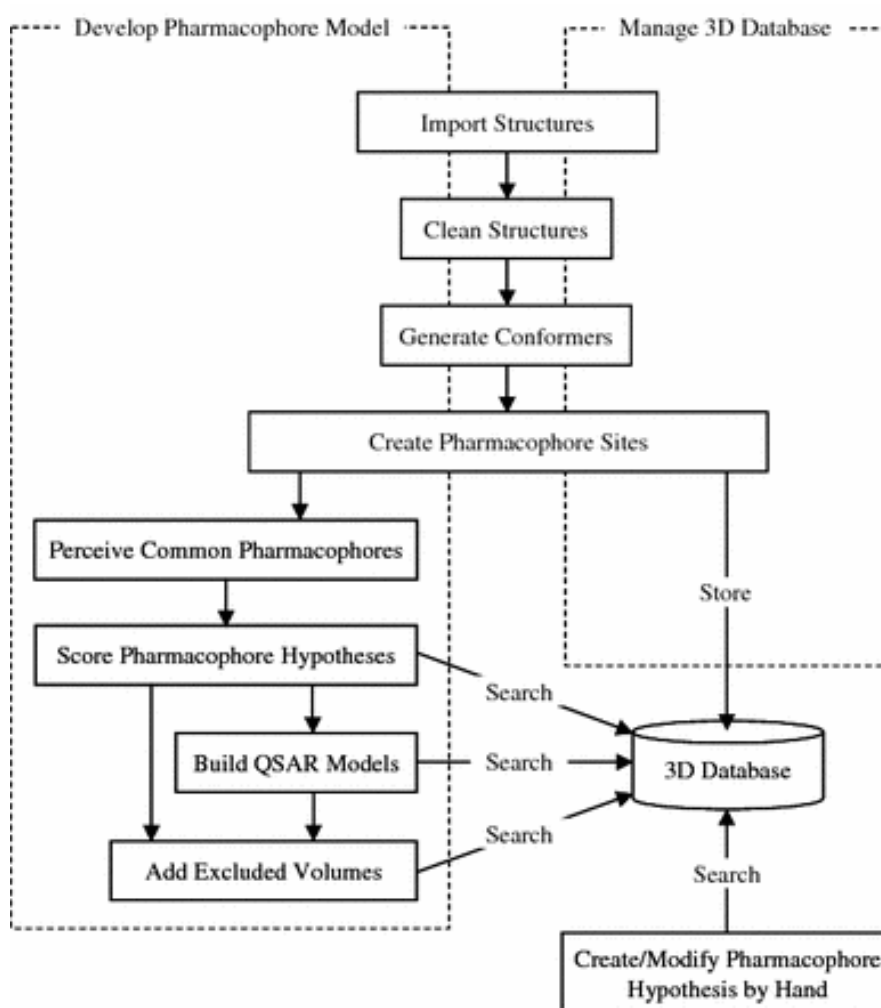 Develop Pharmacophore Model
Manage 3D Database
Import Structures
Clean Structures
Generate Conformers
Create Pharmacophore Sites
Perceive Common Pharmacophores
Store
Score Pharmacophore Hypotheses
Search
Build QSAR Models
Search
3D Database
Search
Add Excluded Volumes
Search
Create/Modify Pharmacophore
Hypothesis by Hand